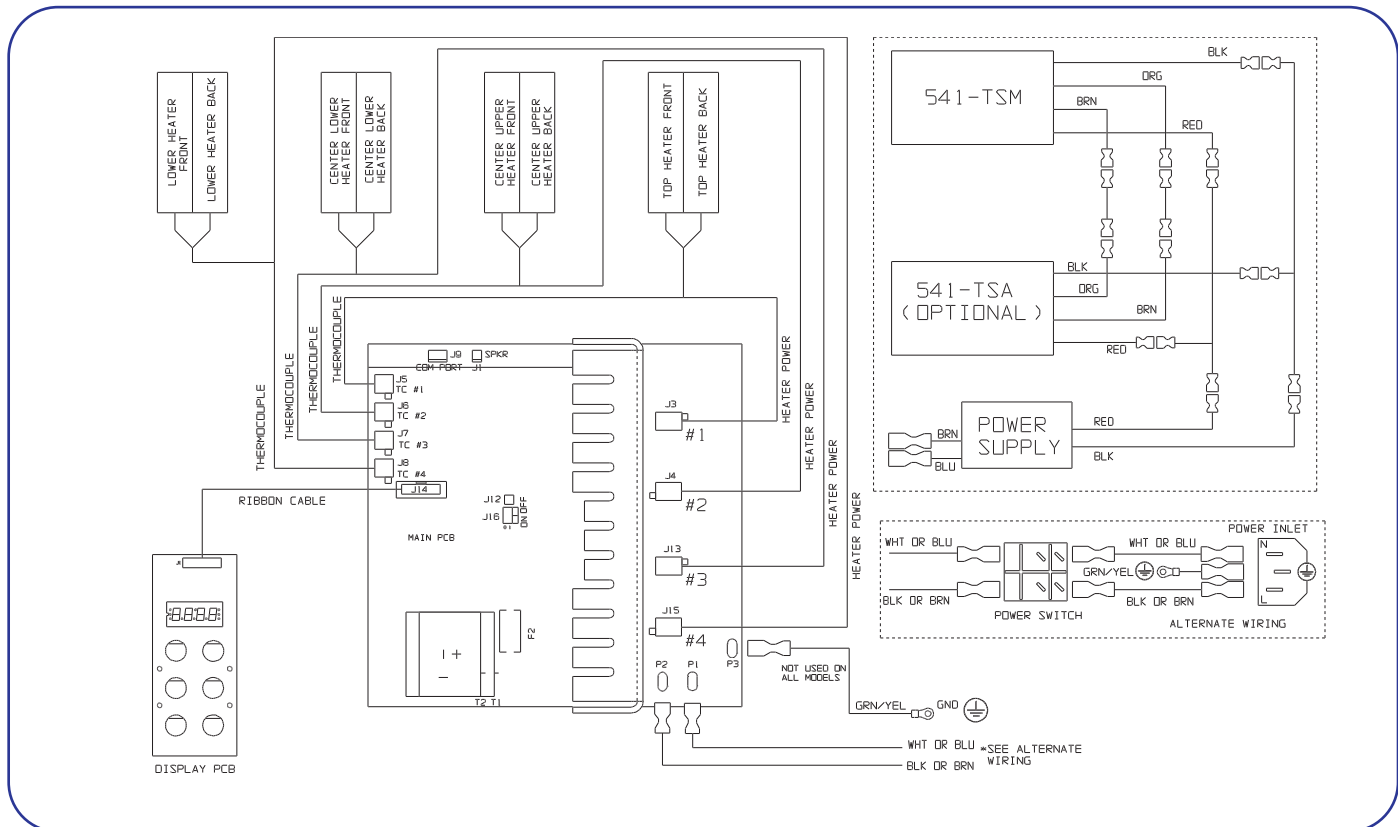 LOWER HEATER
FRONT
LOWER HEATER BACK
CENTER LOWER
HEATER FRONT
CENTER LOWER
HEATER BACK
CENTER UPPER
HEATER FRONT
CENTER UPPER
HEATER BACK
TOP HEATER FRONT
TOP HEATER BACK
THERMOCOUPLE
THERMOCOUPLE
THERMOCOUPLE
THERMOCOUPLE
J9
COM PORT
SPKR
J1
J5
TC #1
J6
TC #2
J7
TC #3
J8
TC #4
J14
RIBBON CABLE
J12
J16
ON OFF
MAIN PCB
F2
T2 T1
J3
#1
J4
#2
J13
#3
J15
#4
P2
P1
P3
HEATER POWER
HEATER POWER
HEATER POWER
HEATER POWER
NOT USED ON
ALL MODELS
GRN/YEL
GND
WHT OR BLU
BLK OR BRN
*SEE ALTERNATE
WIRING
DISPLAY PCB
541-TSM
BLK
ORG
BRN
RED
541-TSA
(OPTIONAL)
BLK
ORG
BRN
RED
POWER
SUPPLY
BRN
BLU
RED
BLK
POWER INLET
WHT OR BLU
WHT OR BLU
N
GRN/YEL
BLK OR BRN
BLK OR BRN
L
POWER SWITCH
ALTERNATE WIRING